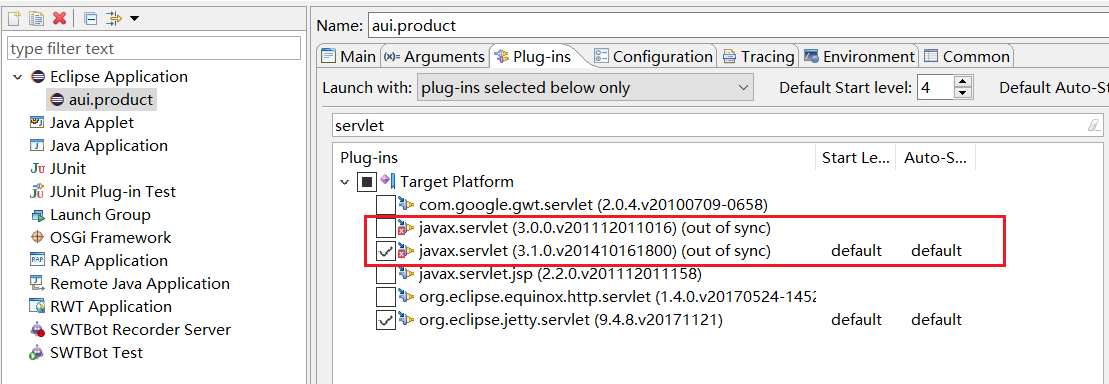 Name: aui.product
type filter text
Eclipse Application
aui.product
Java Applet
Java Application
JUnit
JUnit Plug-in Test
Launch Group
OSGi Framework
RAP Application
Remote Java Application
RWT Application
SWTBot Recorder Server
SWTBot Test
Main (x)= Arguments Plug-ins Configuration Tracing Environment Common
Launch with: plug-ins selected below only Default Start level: 4 Default Auto-St
servlet
Plug-ins Start Le... Auto-S...
Target Platform
com.google.gwt.servlet (2.0.4.v20100709-0658)
javax.servlet (3.0.0.v201112011016) (out of sync)
javax.servlet (3.1.0.v201410161800) (out of sync) default default
javax.servlet.jsp (2.2.0.v201112011158)
org.eclipse.equinox.http.servlet (1.4.0.v20170524-1452
org.eclipse.jetty.servlet (9.4.8.v20171121) default default